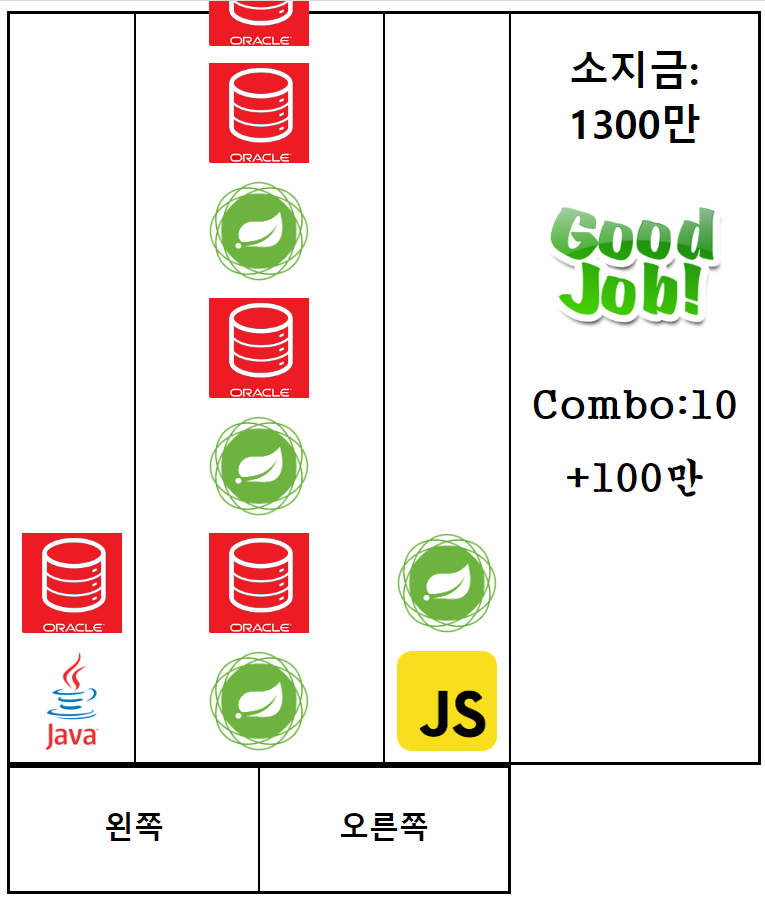 ORACLE
ORACLE
ORACLE
ORACLE
ORACLE
Java
JS
소지금:
1300만
Good
Job!
Combo:10
+100만
왼쪽
오른쪽